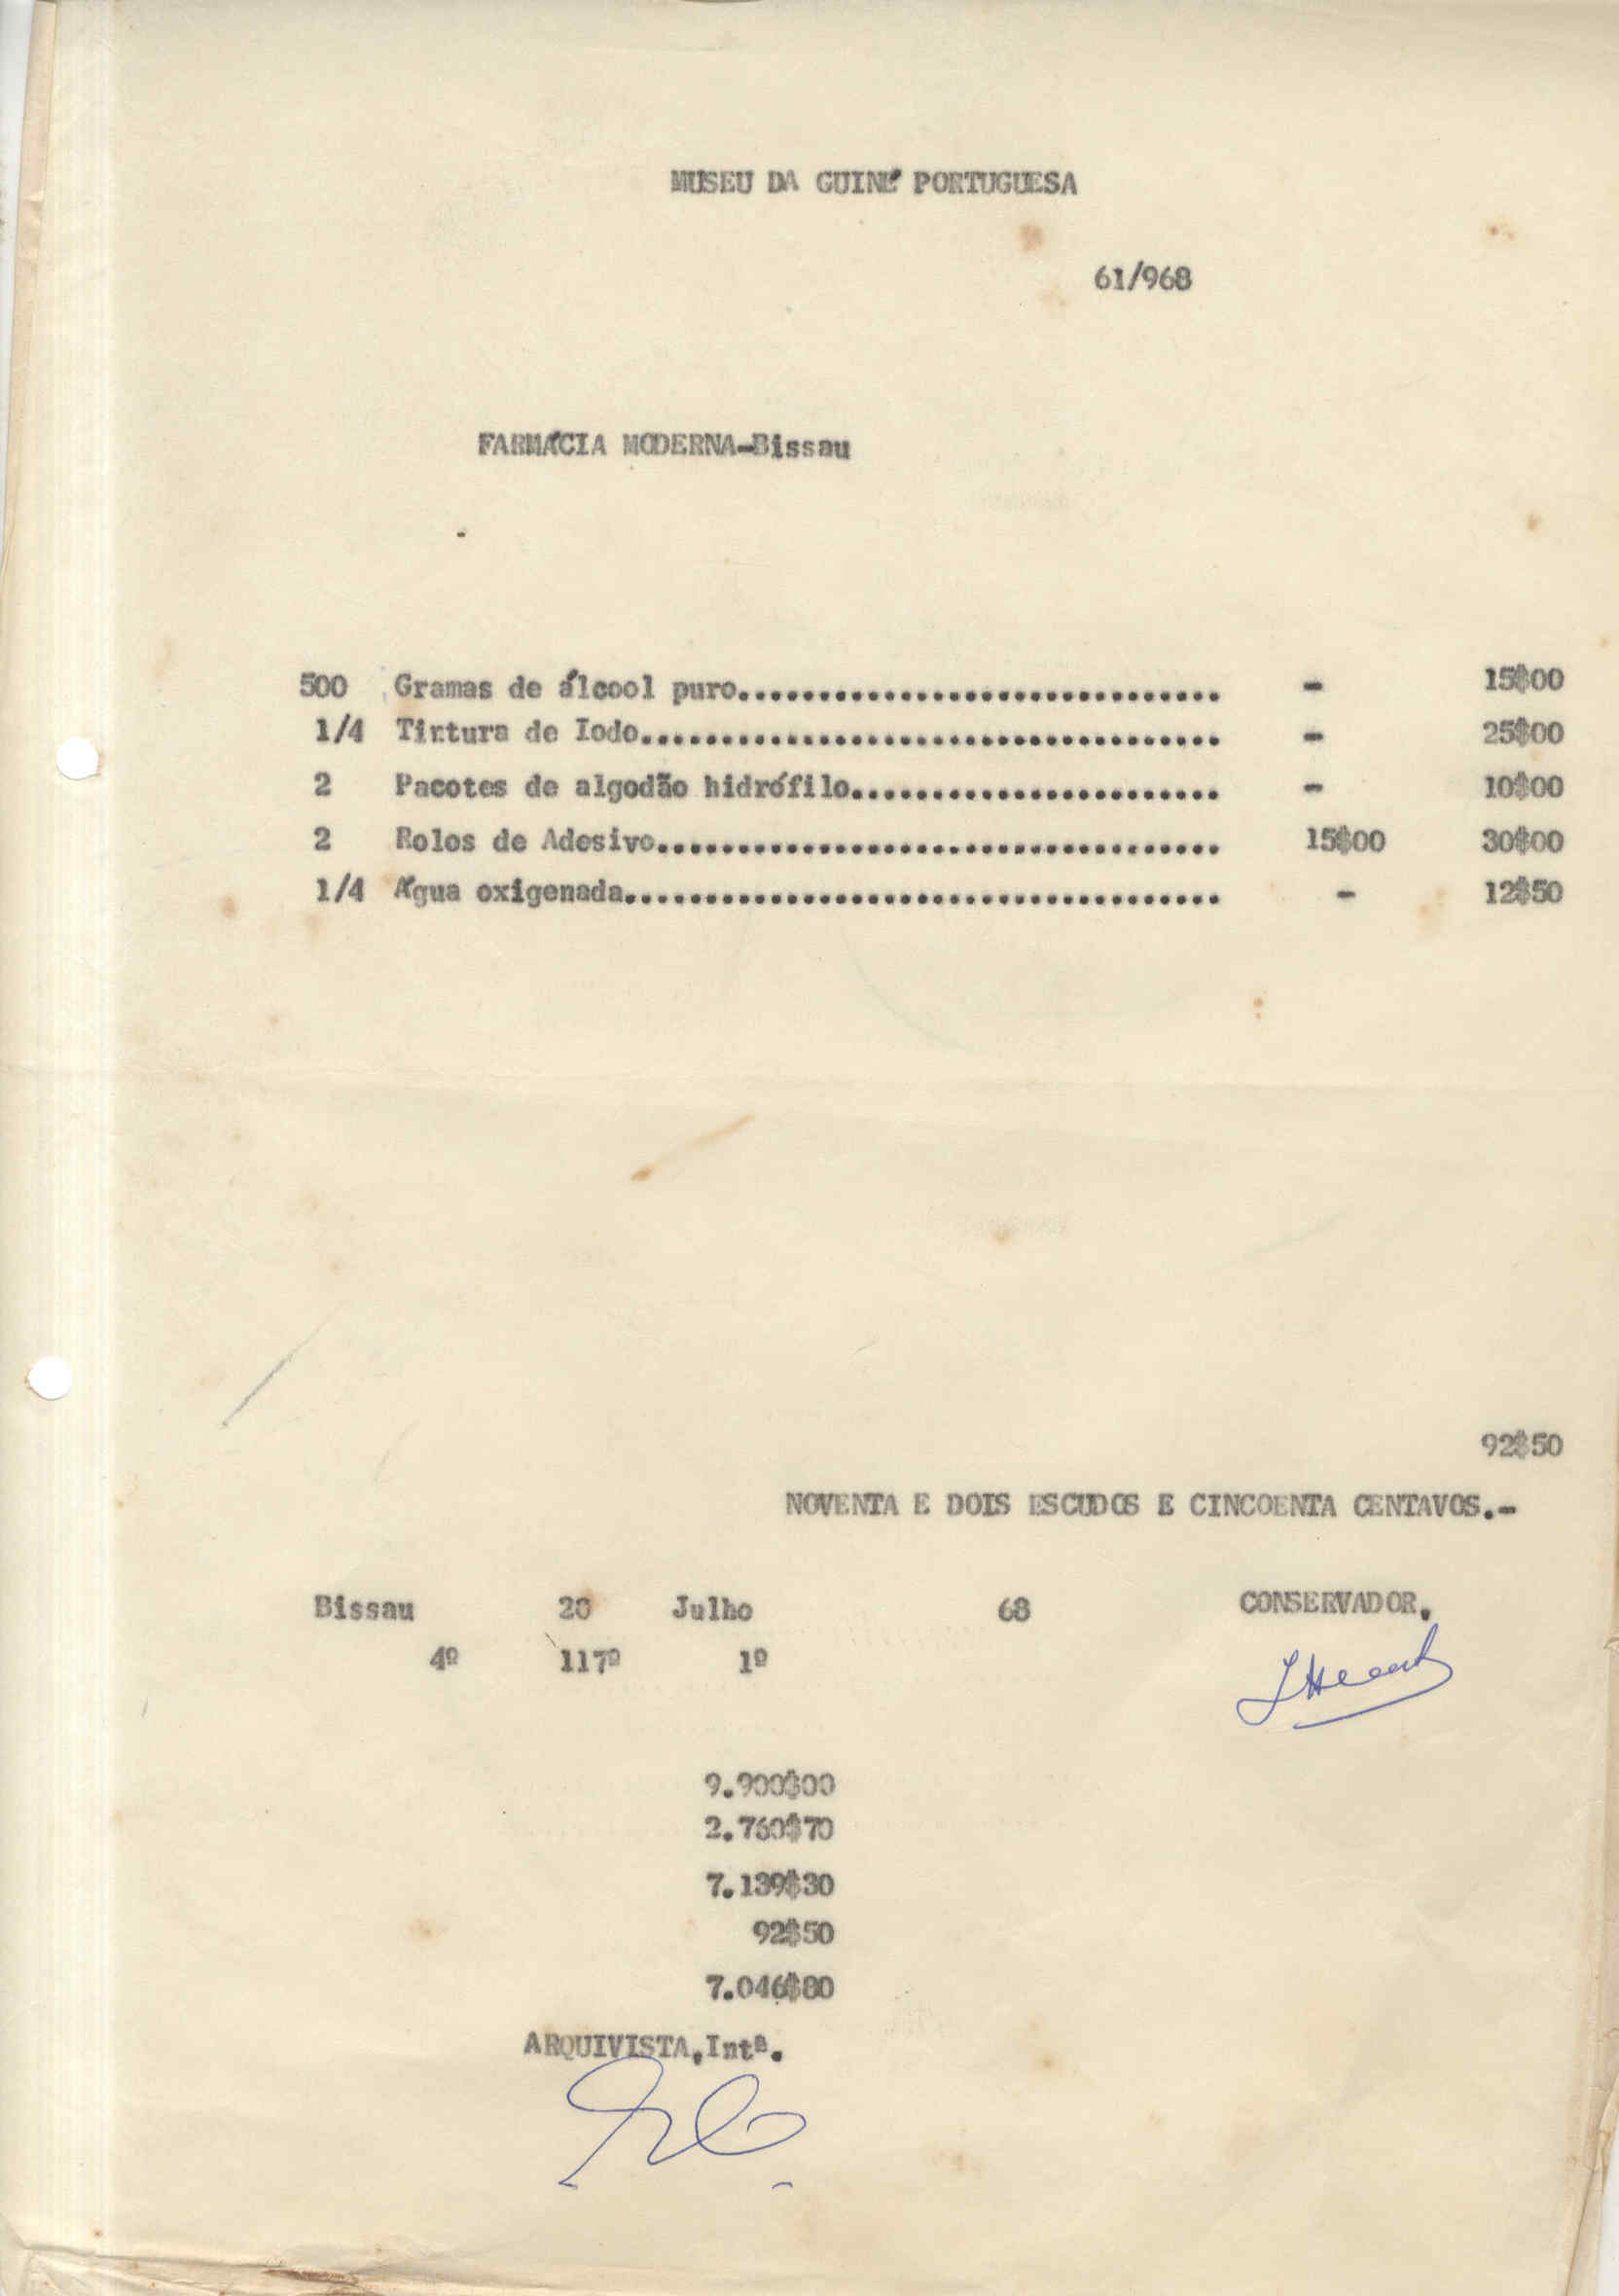 MUSEU DA GUINÉ PORTUGUESA
61/968
FARMÁCIA MODERNA-Bissau
500 Gramas de álcool puro.............................. - 15$00
1/4 Tintura de Iodo.................................... - 25$00
2 Pacotes de algodão hidrófilo....................... - 10$00
2 Rolos de Adesivo................................... 15$00 30$00
1/4 Água oxigenada..................................... - 12$50
92$50
NOVENTA E DOIS ESCUDOS E CINCOENTA CENTAVOS.-
Bissau Julho 68 CONSERVADOR.
4º 117º 1º
9.900$00
2.760$70
7.139$30
92$50
7.046$80
ARQUIVISTA,Intª.